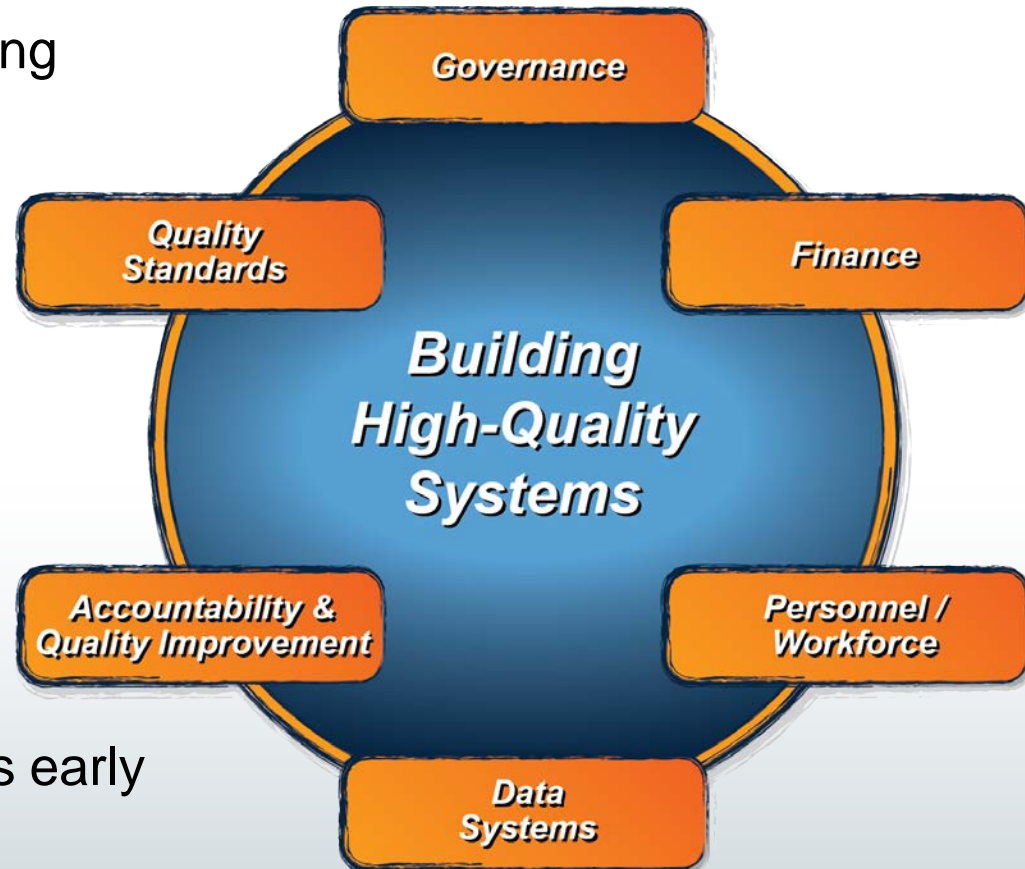 ng
Governance
Quality
Standards
Finance
Building
High-Quality
Systems
Accountability &
Quality Improvement
Personnel /
Workforce
s early
Data
Systems